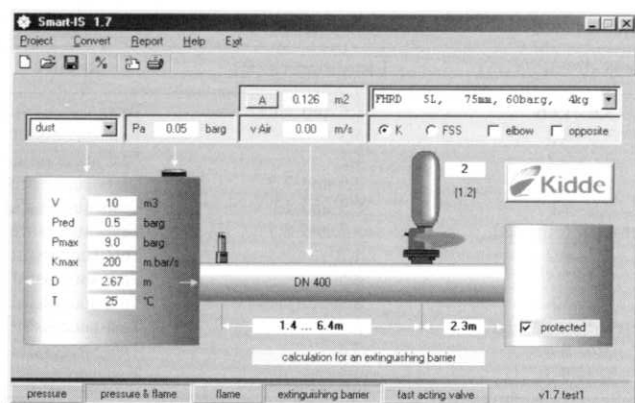 Smart-IS 1.7
Project Convert Report Help Exit
A 0.126 m2
FHRD 5L, 75mm, 60barg, 4kg
dust
Pa 0.05 barg
v Air 0.00 m/s
K FSS elbow opposite
V 10 m3
Pred 0.5 barg
Pmax 9.0 barg
Kmax 200 m.bar/s
D 2.67 m
T 25 °C
2
(1.2)
Kidde
DN 400
1.4 ... 6.4m
2.3m
protected
calculation for an extinguishing barrier
pressure pressure & flame flame extinguishing barrier fast acting valve v1.7 test1